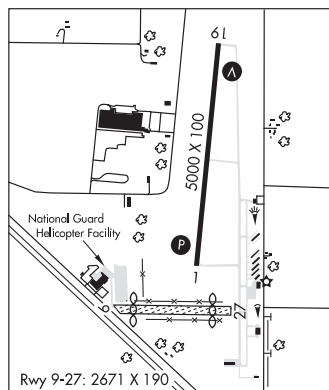 19
V
5000 X 100
National Guard
Helicopter Facility
P
1
27
Rwy 9-27: 2671 X 190